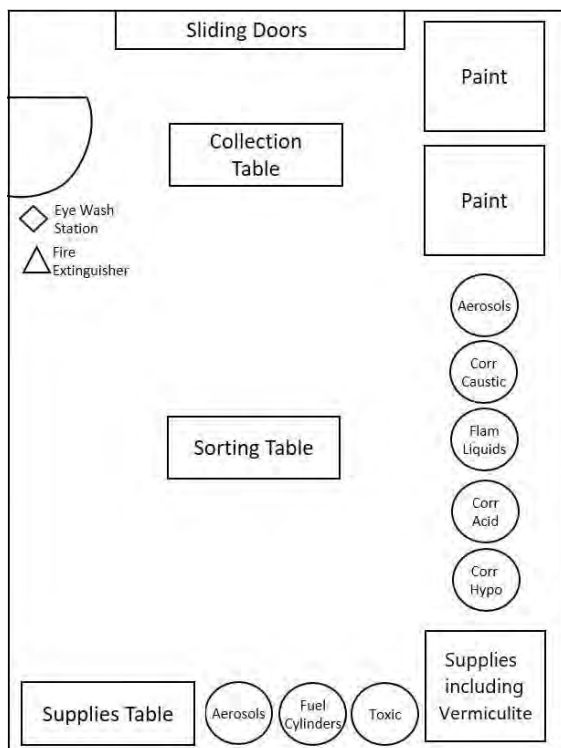 Sliding Doors
Paint
Collection
Table
Paint
Eye Wash
Station
Fire
Extinguisher
Aerosols
Corr
Caustic
Flam
Liquids
Sorting Table
Corr
Acid
Corr
Hypo
Supplies
including
Vermiculite
Supplies Table
Aerosols
Fuel
Cylinders
Toxic